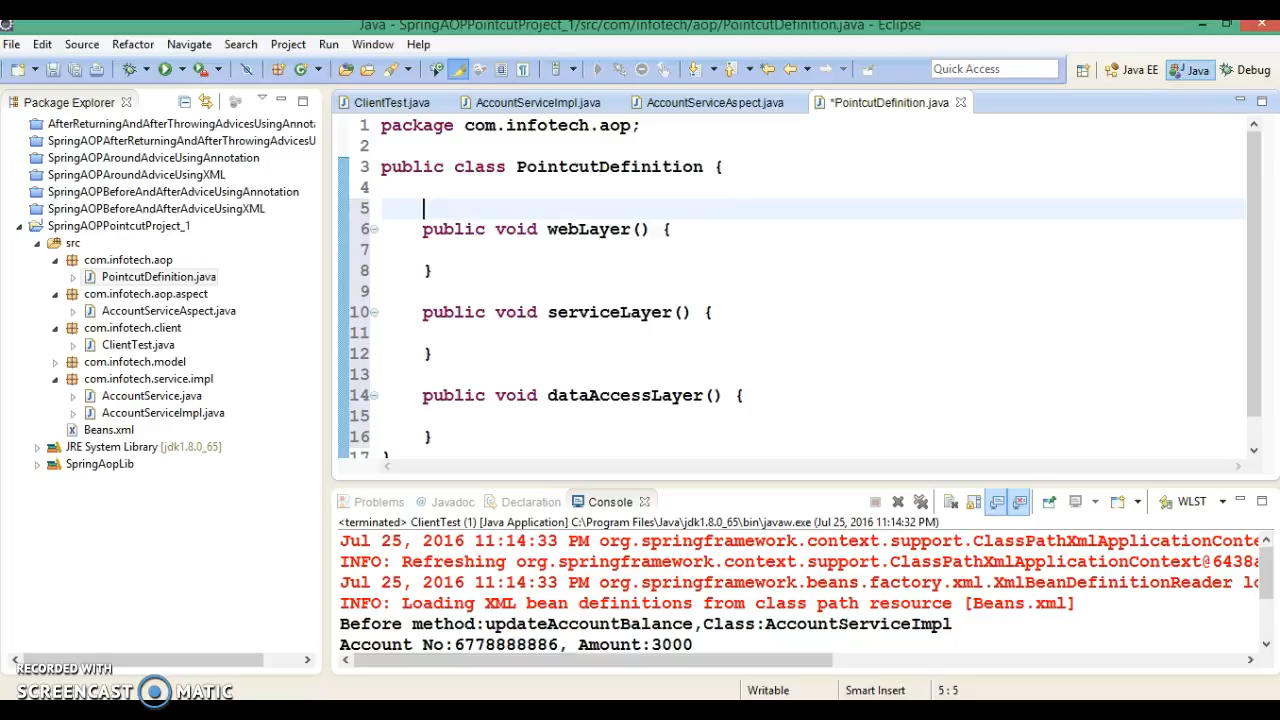 Java - SpringAOPPointcutProject_1/src/com/infotech/aop/PointcutDefinition.java - Eclipse
File Edit Source Refactor Navigate Search Project Run Window Help
Quick Access Java EE Java Debug
Package Explorer
ClientTest.java AccountServiceImpl.java AccountServiceAspect.java *PointcutDefinition.java
AfterReturningAndAfterThrowingAdvicesUsingAnnot
SpringAOPAfterReturningAndAfterThrowingAdvicesU
SpringAOPAroundAdviceUsingAnnotation
SpringAOPAroundAdviceUsingXML
SpringAOPBeforeAndAfterAdviceUsingAnnotation
SpringAOPBeforeAndAfterAdviceUsingXML
SpringAOPPointcutProject_1
src
com.infotech.aop
PointcutDefinition.java
com.infotech.aop.aspect
AccountServiceAspect.java
com.infotech.client
ClientTest.java
com.infotech.model
com.infotech.service.impl
AccountService.java
AccountServiceImpl.java
Beans.xml
JRE System Library [jdk1.8.0_65]
SpringAopLib
1 package com.infotech.aop;
2
3 public class PointcutDefinition {
4
5
6 public void webLayer() {
7
8 }
9
10 public void serviceLayer() {
11
12 }
13
14 public void dataAccessLayer() {
15
16 }
17 }
Problems Javadoc Declaration Console WLST
<terminated> ClientTest (1) [Java Application] C:\Program Files\Java\jdk1.8.0_65\bin\javaw.exe (Jul 25, 2016 11:14:32 PM)
Jul 25, 2016 11:14:33 PM org.springframework.context.support.ClassPathXmlApplicationConte
INFO: Refreshing org.springframework.context.support.ClassPathXmlApplicationContext@6438a
Jul 25, 2016 11:14:33 PM org.springframework.beans.factory.xml.XmlBeanDefinitionReader lo
INFO: Loading XML bean definitions from class path resource [Beans.xml]
Before method:updateAccountBalance,Class:AccountServiceImpl
Account No:6778888886, Amount:3000
RECORDED WITH
SCREENCAST MATIC
Writable Smart Insert 5 : 5